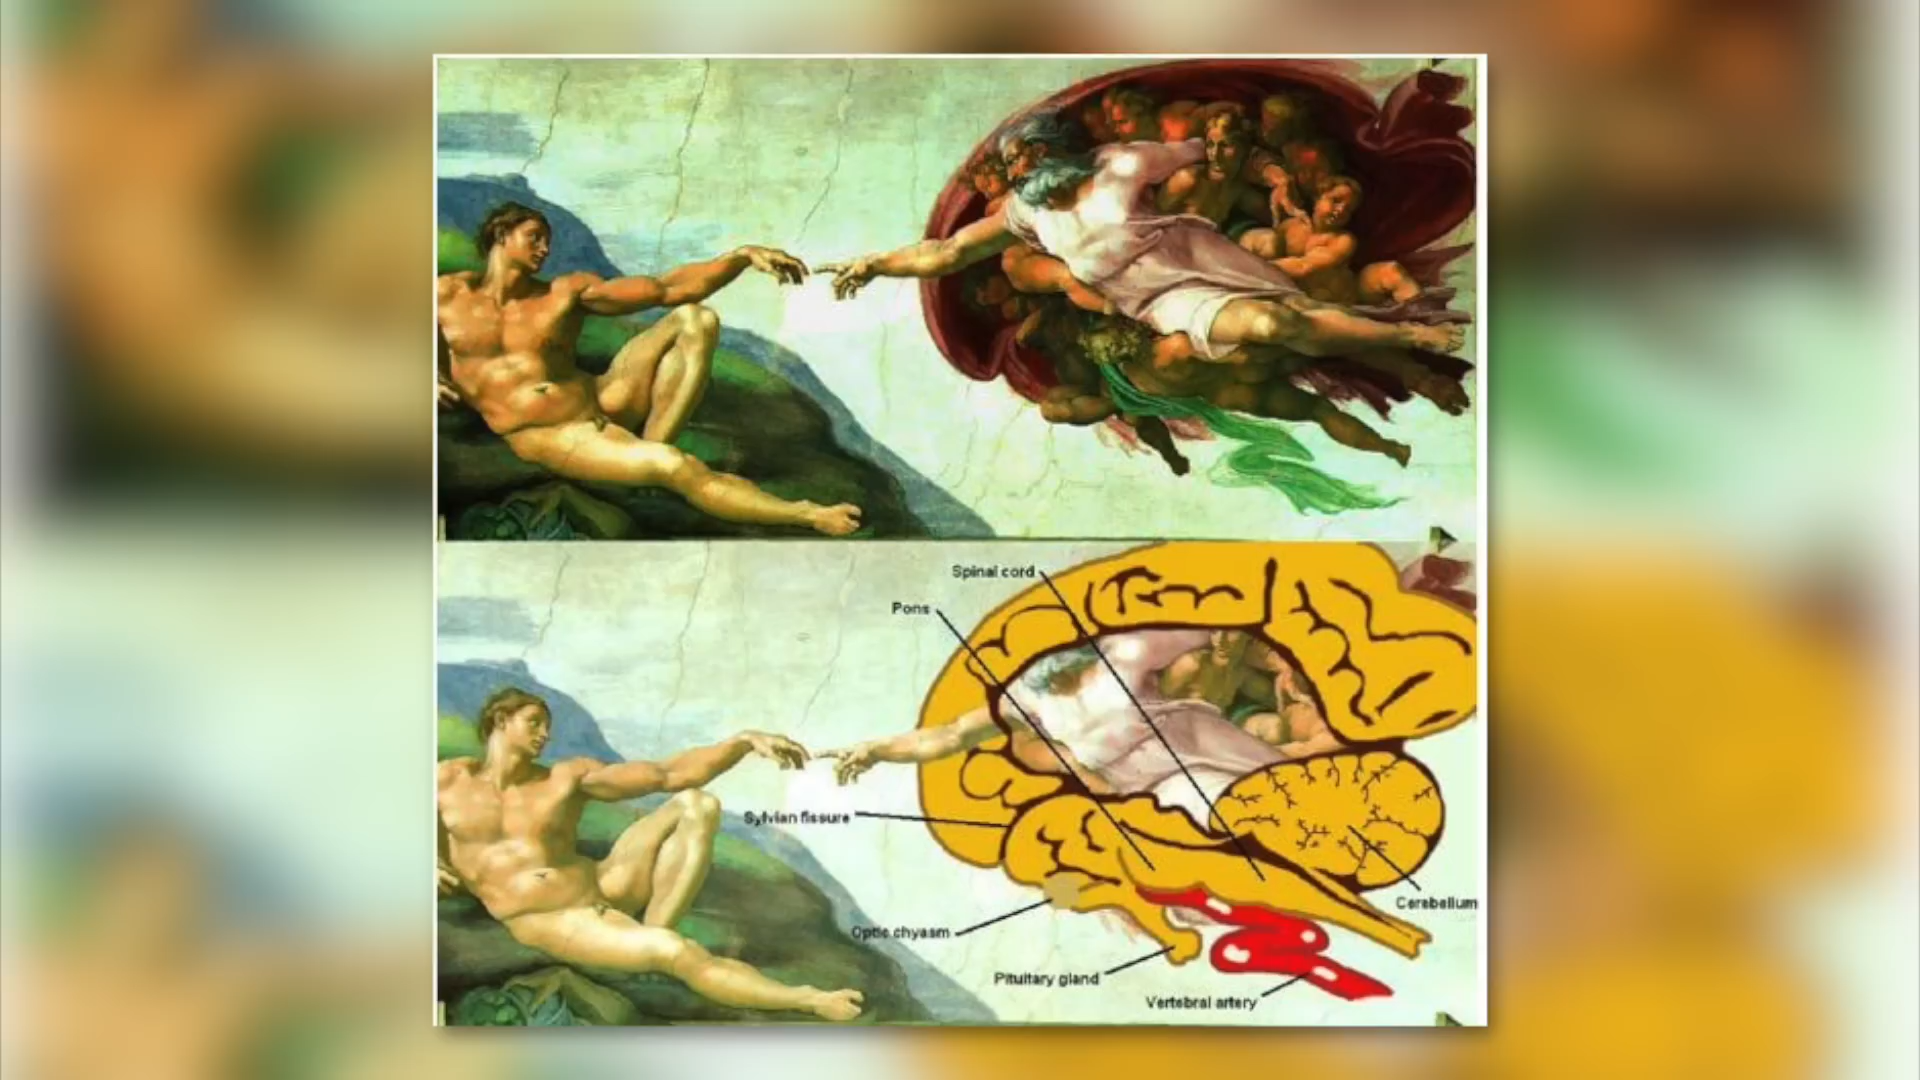 Spinal cord
Pons
Sylvian fissure
Cerebellum
Optic chyasm
Pituitary gland
Vertebral artery